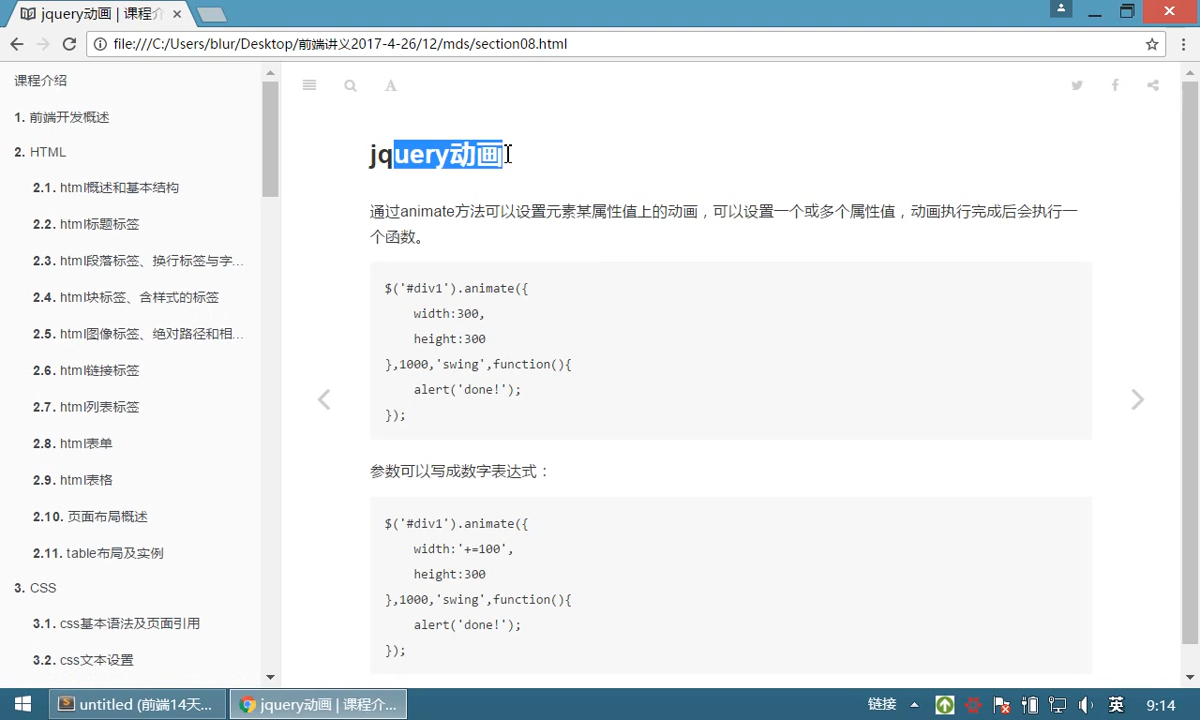 jquery动画 | 课程介
file:///C:/Users/blur/Desktop/前端讲义2017-4-26/12/mds/section08.html
课程介绍
1. 前端开发概述
2. HTML
2.1. html概述和基本结构
2.2. html标题标签
2.3. html段落标签、换行标签与字...
2.4. html块标签、含样式的标签
2.5. html图像标签、绝对路径和相...
2.6. html链接标签
2.7. html列表标签
2.8. html表单
2.9. html表格
2.10. 页面布局概述
2.11. table布局及实例
3. CSS
3.1. css基本语法及页面引用
3.2. css文本设置
A
jquery动画
通过animate方法可以设置元素某属性值上的动画，可以设置一个或多个属性值，动画执行完成后会执行一
个函数。
$('#div1').animate({
width:300,
height:300
},1000,'swing',function(){
alert('done!');
});
参数可以写成数字表达式：
$('#div1').animate({
width:'+=100',
height:300
},1000,'swing',function(){
alert('done!');
});
untitled (前端14天...
jquery动画 | 课程介...
链接
英
9:14